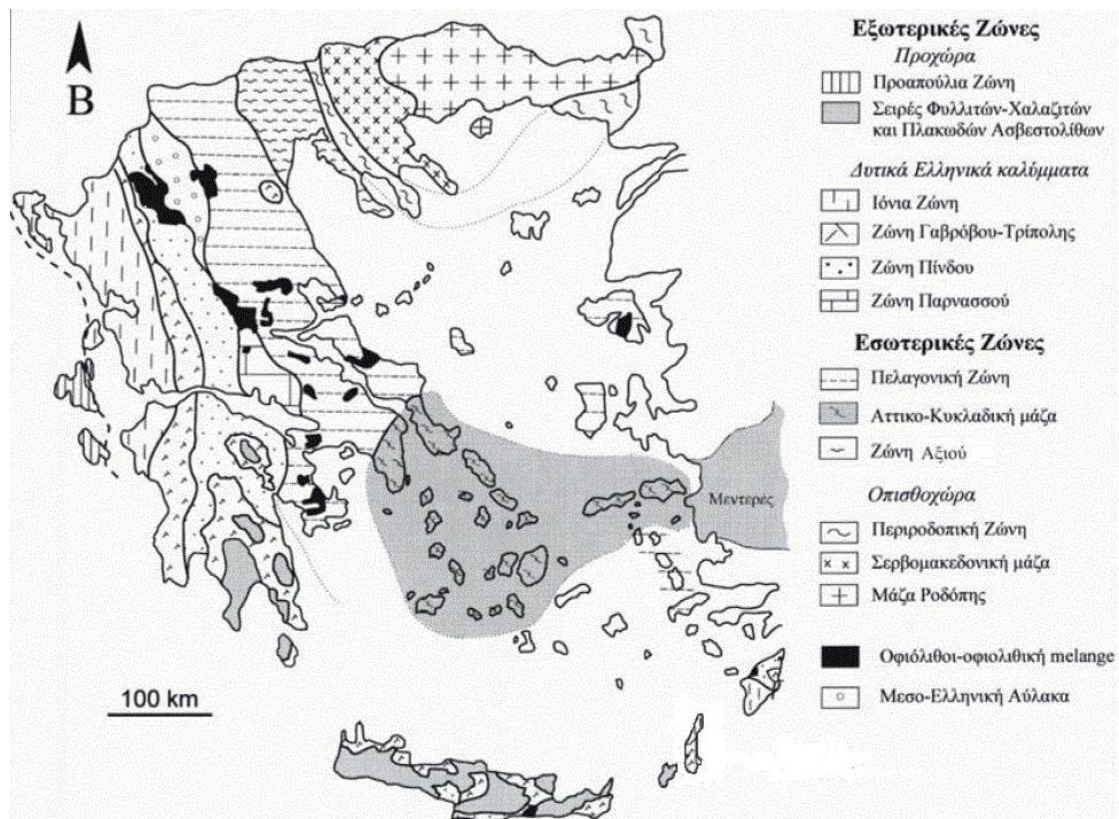 Εξωτερικές Ζώνες
Προχώρα
Προαπούλια Ζώνη
Σειρές Φυλλιτών-Χαλαζιτών
και Πλακωδών Ασβεστολίθων
Δυτικά Ελληνικά καλύμματα
Ιόνια Ζώνη
Ζώνη Γαβρόβου-Τρίπολης
Ζώνη Πίνδου
Ζώνη Παρνασσού
Εσωτερικές Ζώνες
Πελαγονική Ζώνη
Αττικο-Κυκλαδική μάζα
Ζώνη Αξιού
Οπισθοχώρα
Περιροδοπική Ζώνη
Σερβομακεδονική μάζα
Μάζα Ροδόπης
Οφιόλιθοι-οφιολιθική melange
Μεσο-Ελληνική Αύλακα
Β
Μεντερές
100 km